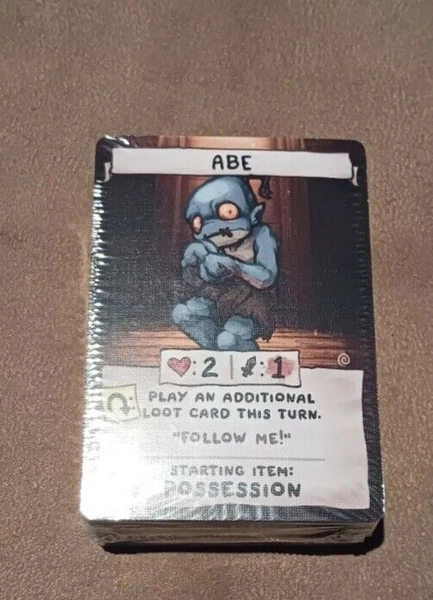 ABE
:2 | :1
PLAY AN ADDITIONAL
LOOT CARD THIS TURN.
"FOLLOW ME!"
STARTING ITEM:
POSSESSION